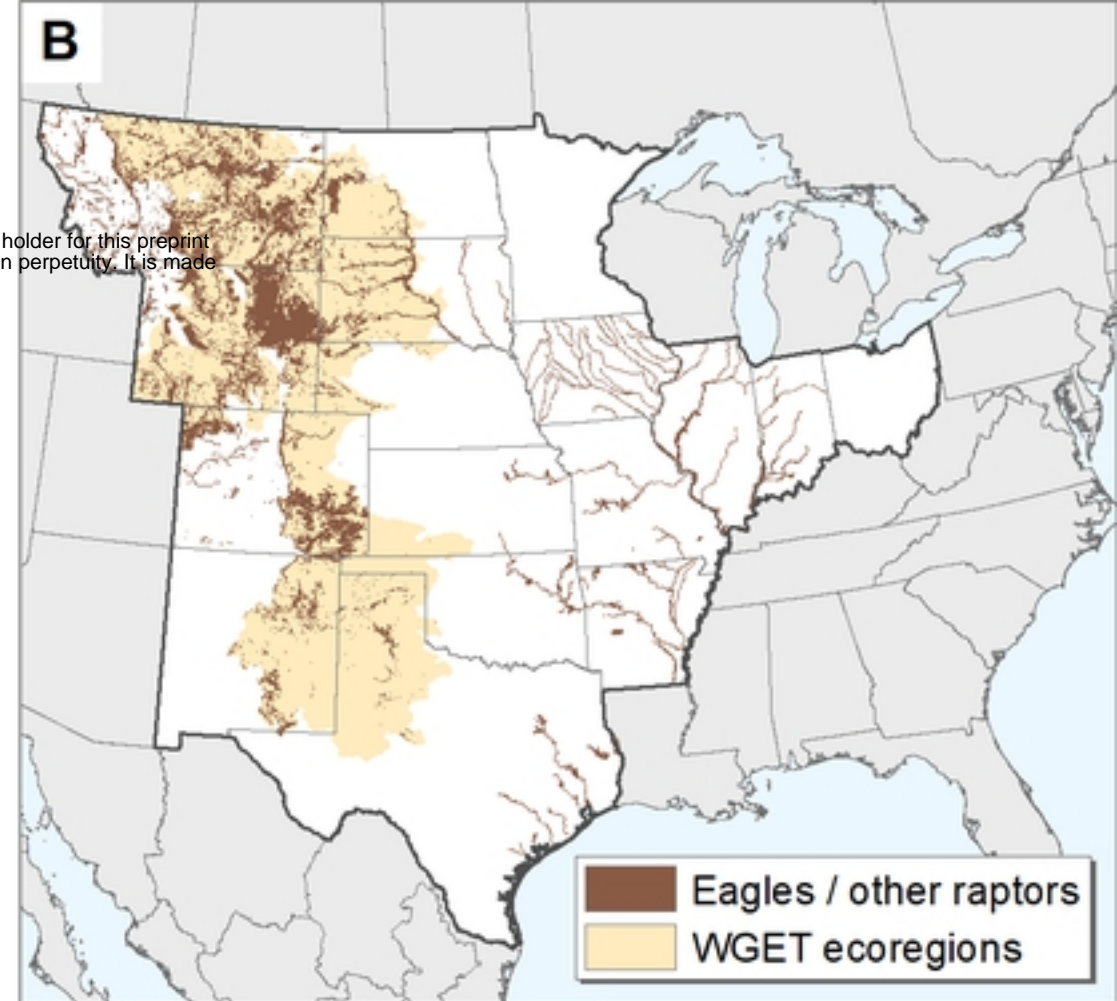 B
holder for this preprint
n perpetuity. It is made
Eagles / other raptors
WGET ecoregions